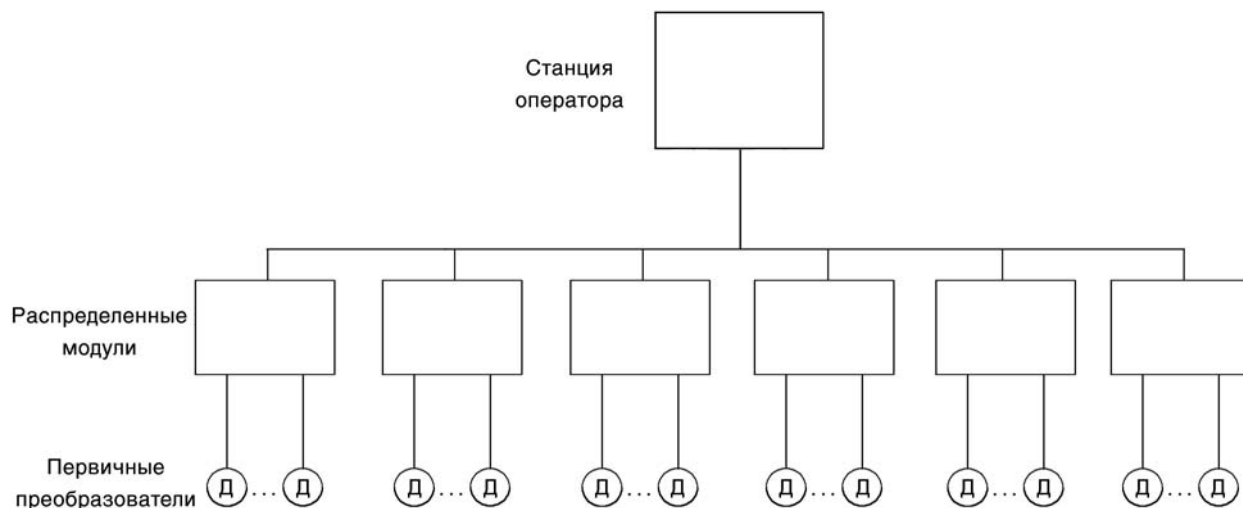 Станция
оператора
Распределенные
модули
Первичные
преобразователи
Д ... Д Д ... Д Д ... Д Д ... Д Д ... Д Д ... Д